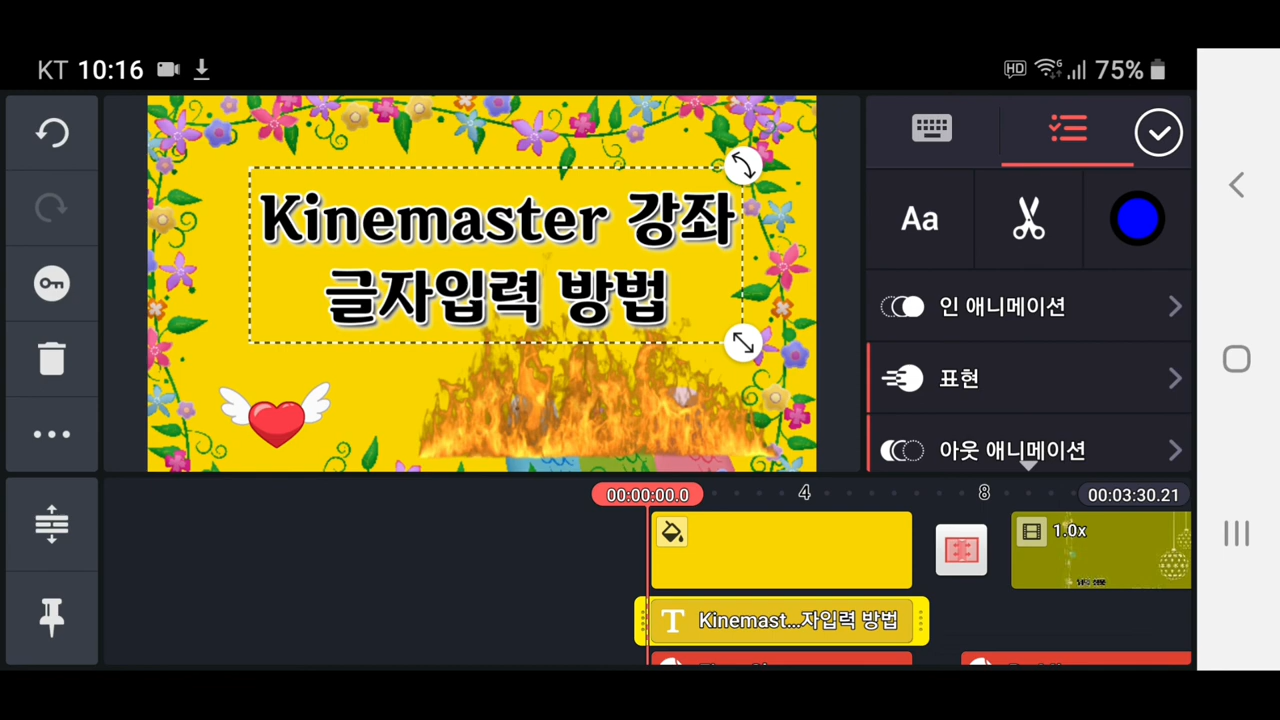 KT 10:16
HD 75%
Kinemaster 강좌
글자입력 방법
Aa
인 애니메이션
표현
아웃 애니메이션
00:00:00.0
4
8
00:03:30.21
1.0x
T Kinemast...자입력 방법